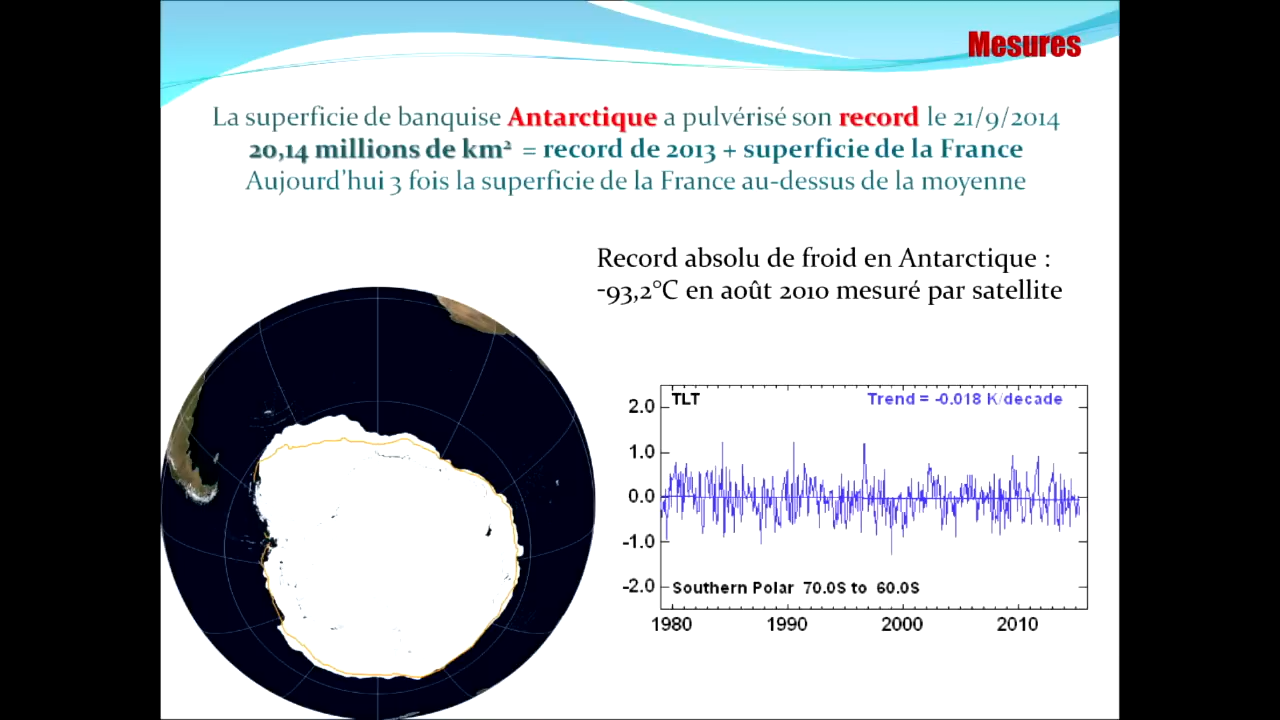 Mesures
La superficie de banquise Antarctique a pulvérisé son record le 21/9/2014
20,14 millions de km² = record de 2013 + superficie de la France
Aujourd'hui 3 fois la superficie de la France au-dessus de la moyenne
Record absolu de froid en Antarctique :
-93,2°C en août 2010 mesuré par satellite
TLT
Trend = -0.018 K/decade
2.0
1.0
0.0
-1.0
-2.0
Southern Polar 70.0S to 60.0S
1980 1990 2000 2010